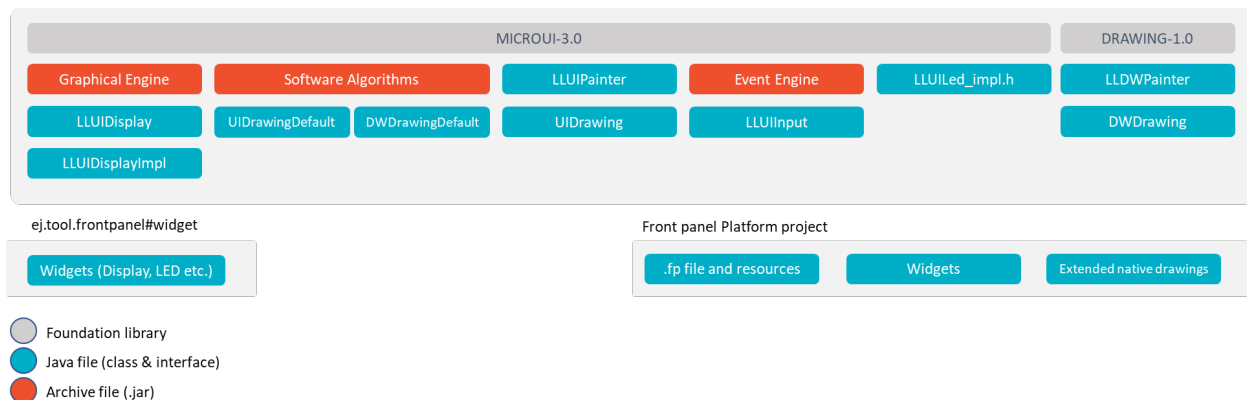 MICROUI-3.0
DRAWING-1.0
Graphical Engine
Software Algorithms
LLUIPainter
Event Engine
LLUILed_impl.h
LLDWPainter
LLUIDisplay
UIDrawingDefault
DWDrawingDefault
UIDrawing
LLUIInput
DWDrawing
LLUIDisplayImpl
ej.tool.frontpanel#widget
Front panel Platform project
Widgets (Display, LED etc.)
.fp file and resources
Widgets
Extended native drawings
Foundation library
Java file (class & interface)
Archive file (.jar)